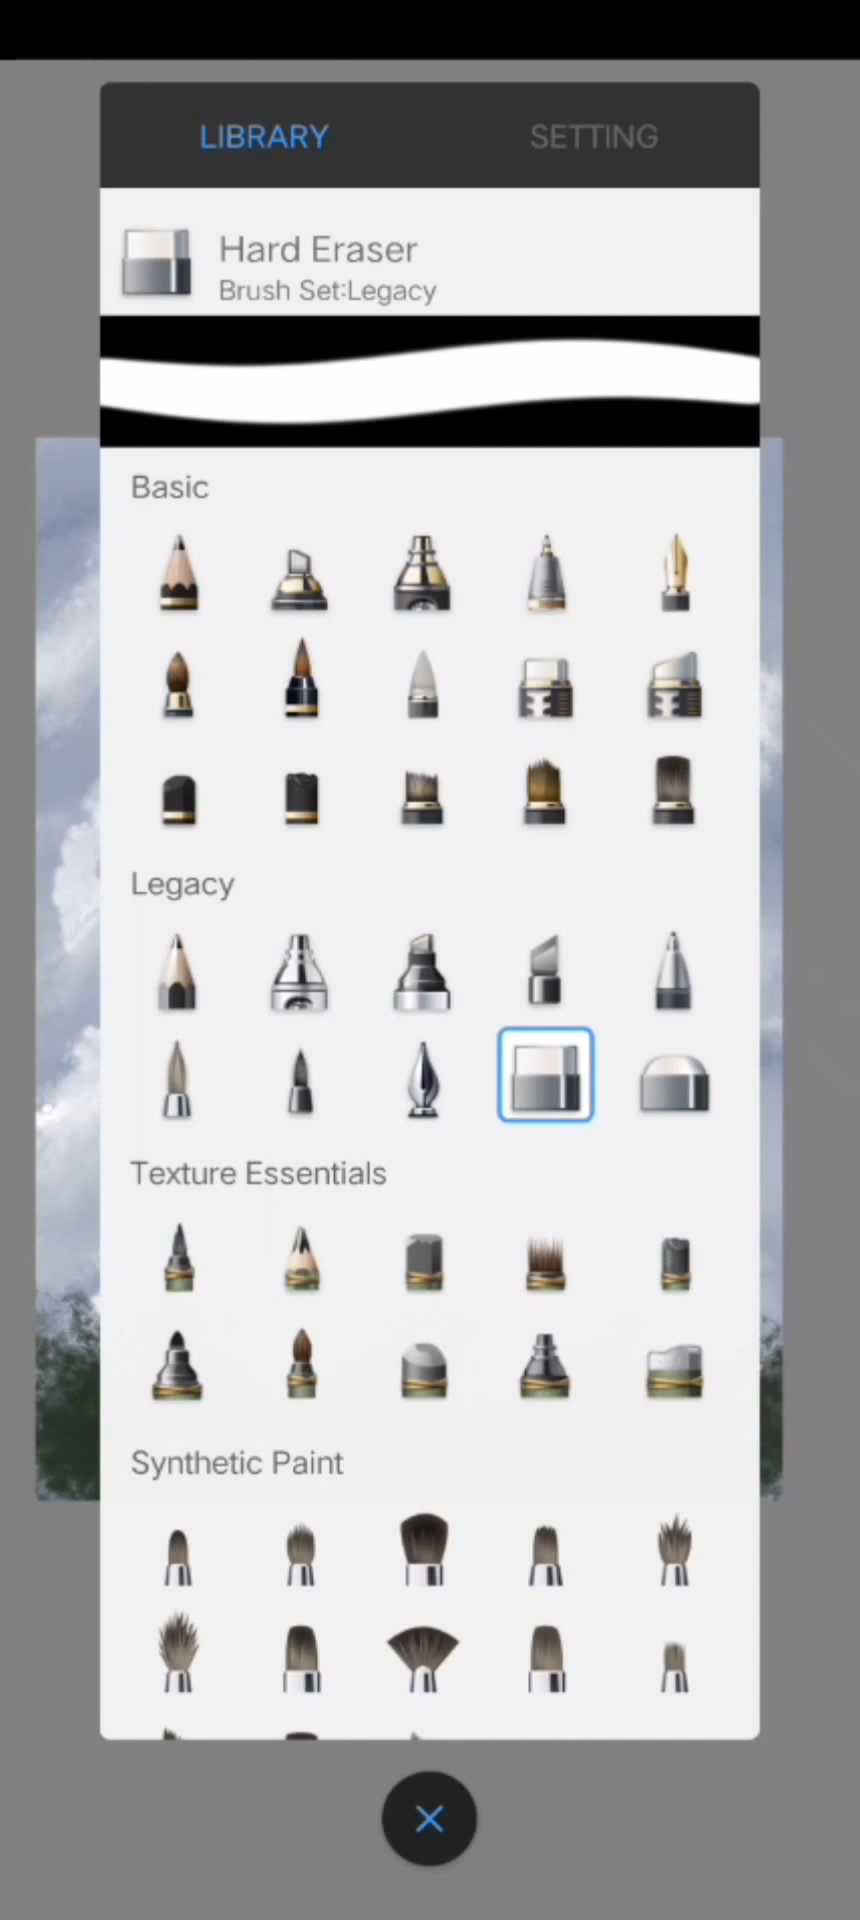 LIBRARY SETTING
Hard Eraser
Brush Set:Legacy
Basic
Legacy
Texture Essentials
Synthetic Paint